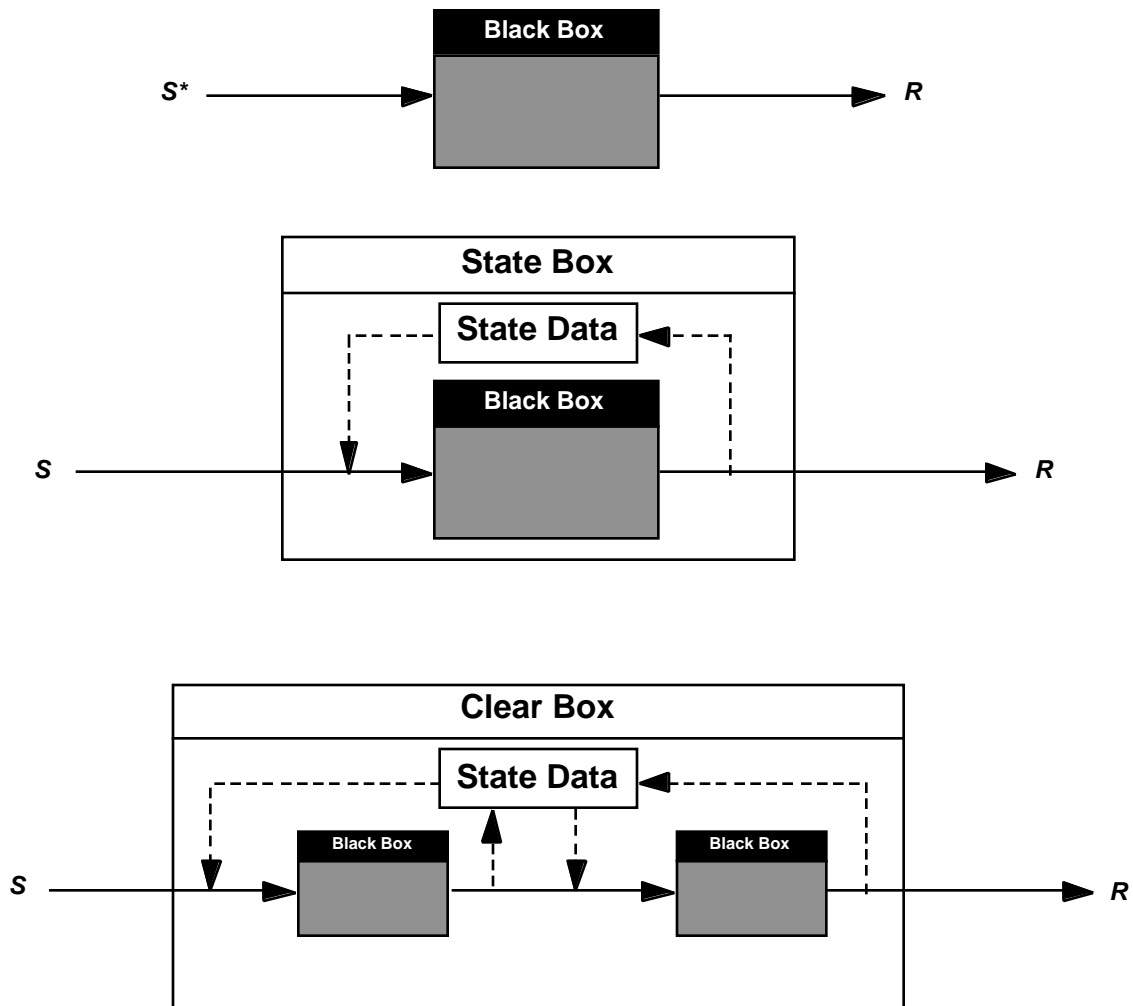 Black Box
S*
R
State Box
State Data
Black Box
S
R
Clear Box
State Data
Black Box
Black Box
S
R